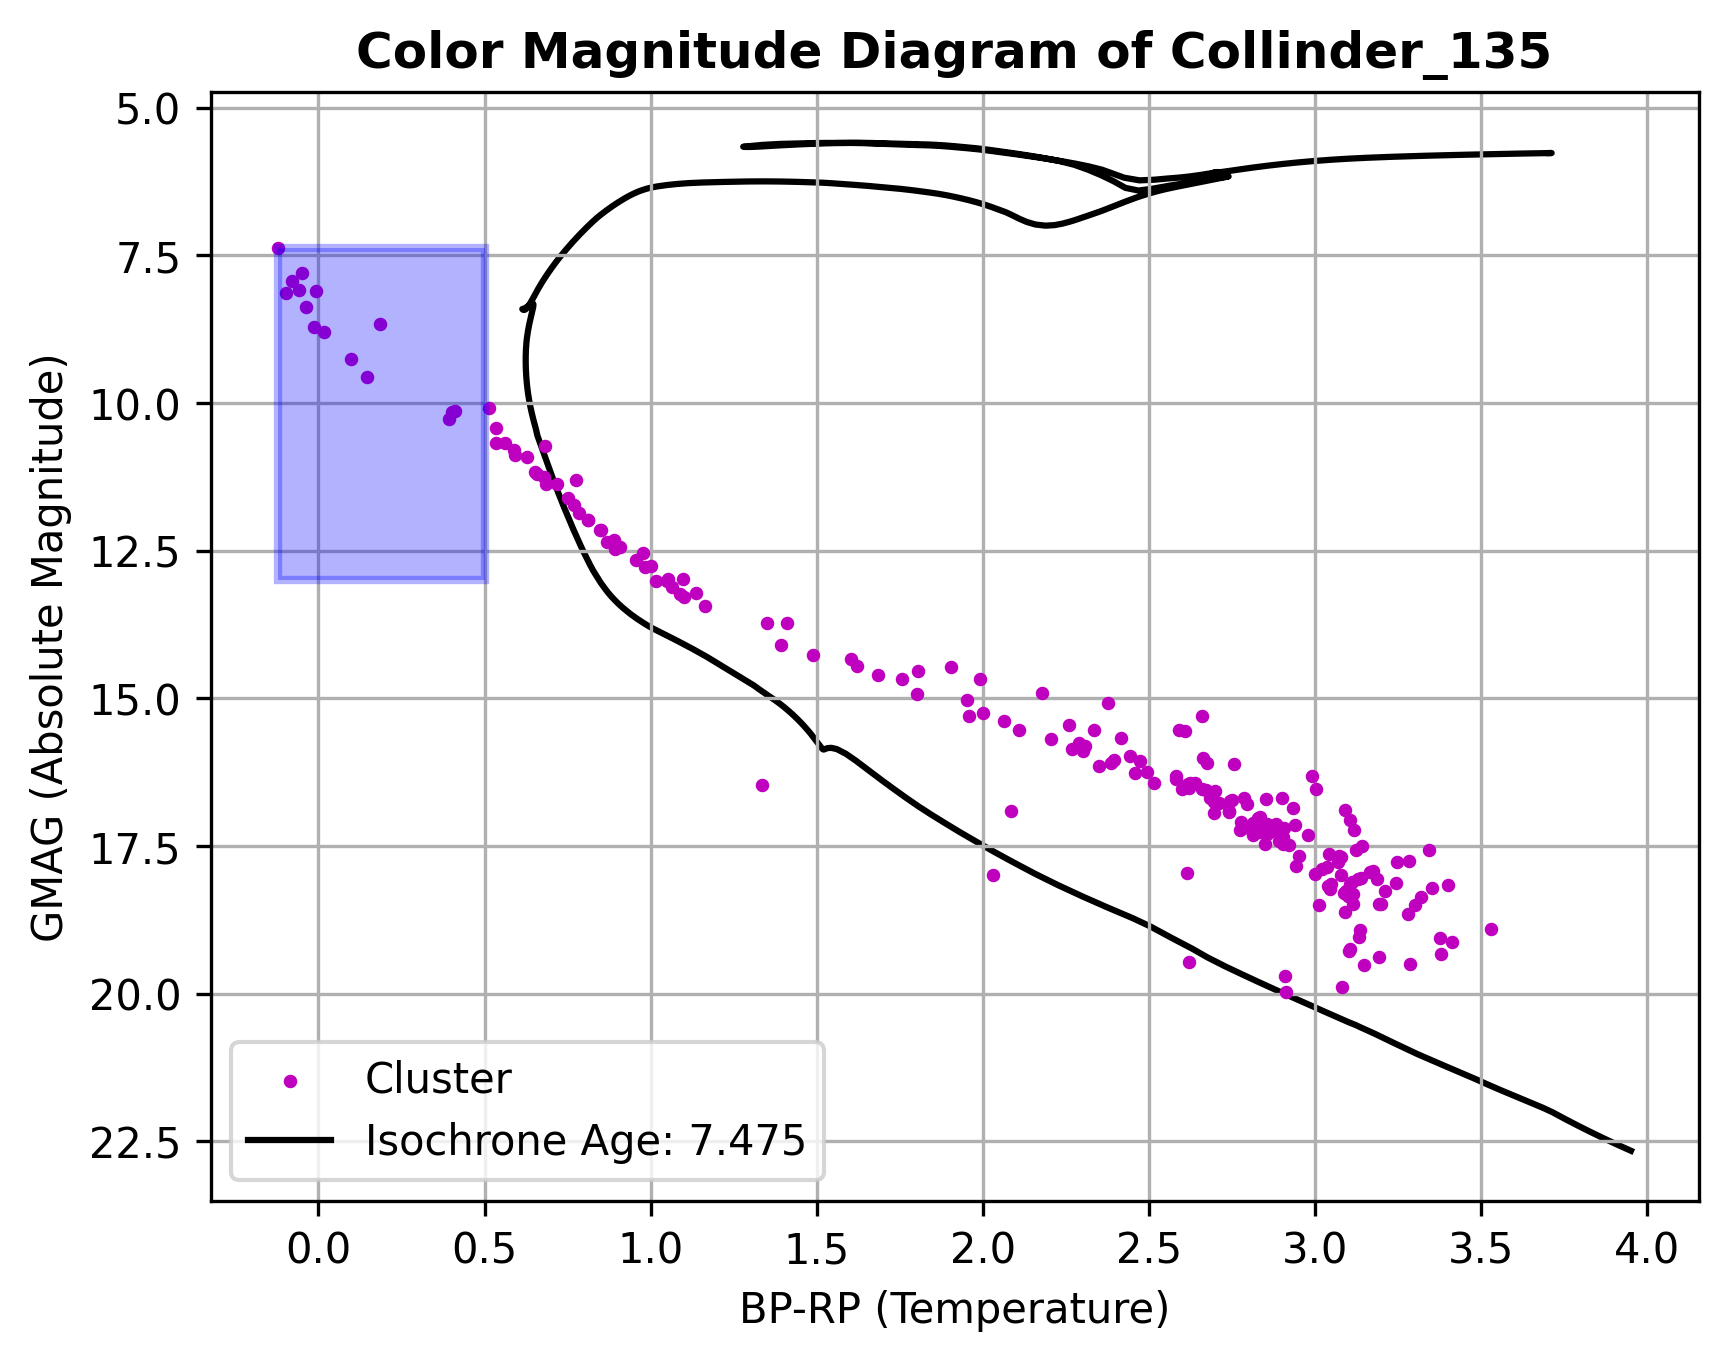 Color Magnitude Diagram of Collinder_135
GMAG (Absolute Magnitude)
5.0
7.5
10.0
12.5
15.0
17.5
20.0
22.5
Cluster
Isochrone Age: 7.475
0.0 0.5 1.0 1.5 2.0 2.5 3.0 3.5 4.0
BP-RP (Temperature)